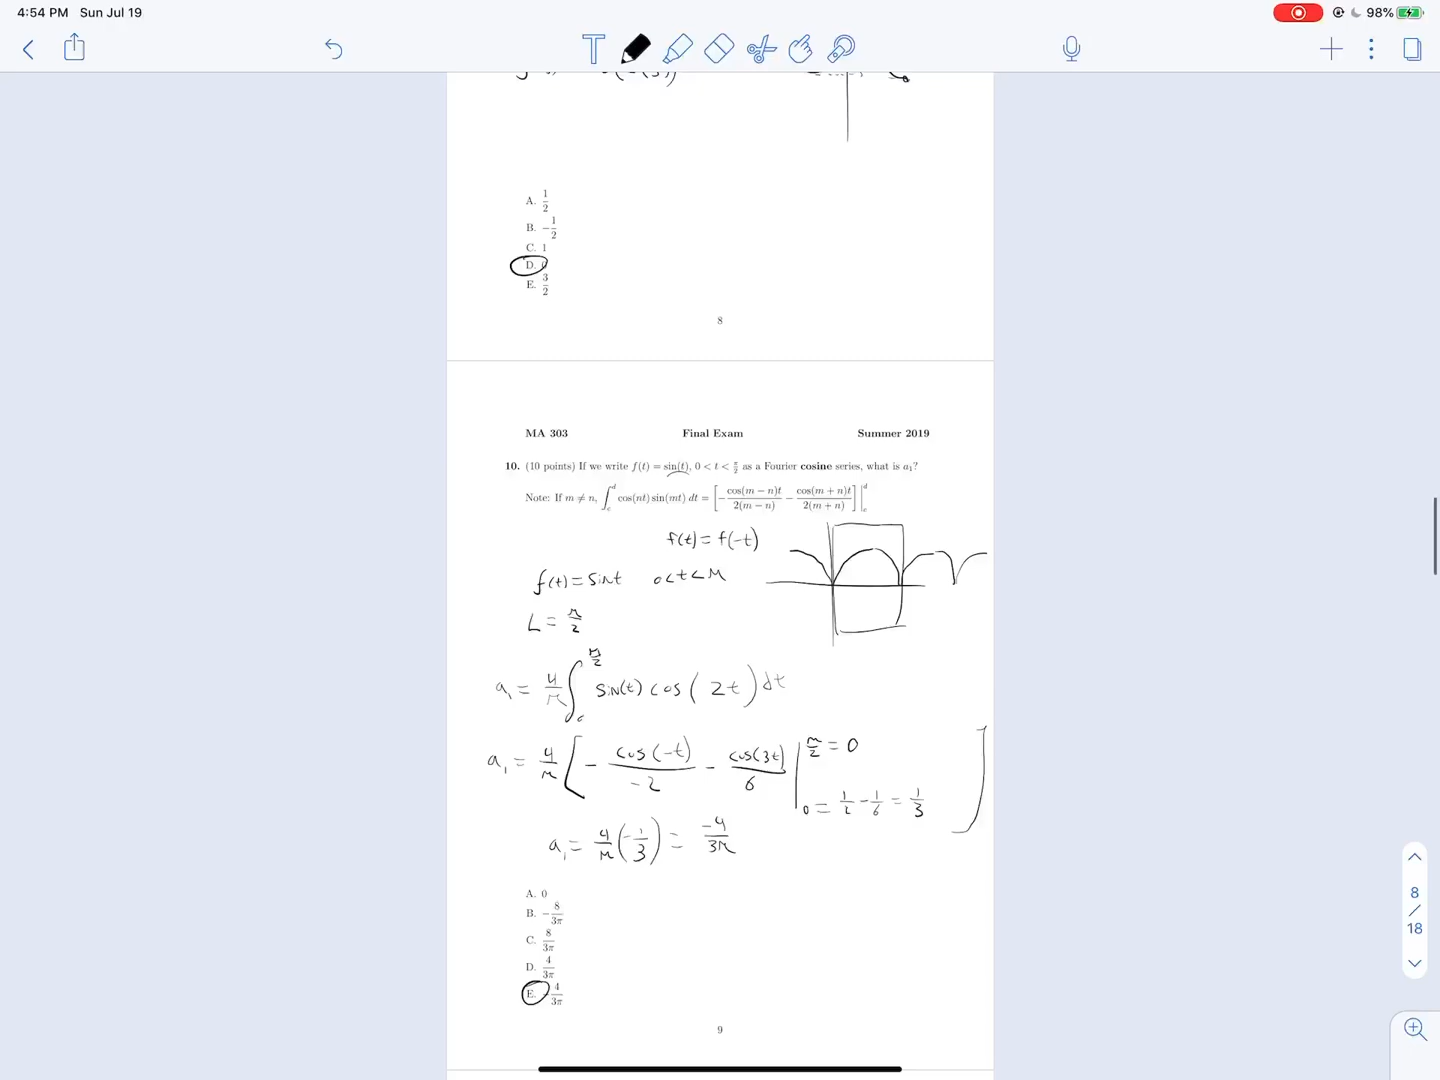 4:54 PM Sun Jul 19
98%
T
A. 1/2
B. -1/2
C. 1
D.
E. 3/2
8
MA 303 Final Exam Summer 2019
10. (10 points) If we write f(t) = sin(t), 0 < t < π/2 as a Fourier cosine series, what is a₁?
Note: If m ≠ n, ∫_c^d cos(nt) sin(mt) dt = [-cos(m − n)t / 2(m − n) − cos(m + n)t / 2(m + n)] |_c^d
f(t) = f(-t)
f(t) = sint 0<t<π
L = π/2
a₁ = 4/π ∫_0^(π/2) sin(t) cos(2t) dt
a₁ = 4/π [ - cos(-t)/-2 - cos(3t)/6 | π/2 = 0
0 = 1/2 - 1/6 = 1/3 ]
a₁ = 4/π (-1/3) = -4/3π
A. 0
B. -8/3π
C. 8/3π
D. 4/3π
E. -4/3π
9
8
/
18